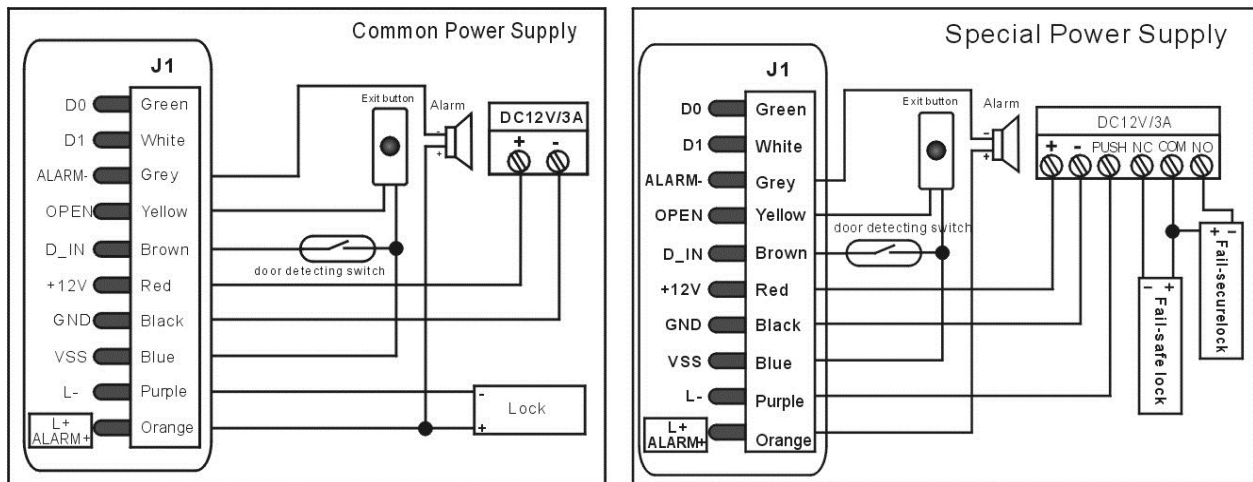 Common Power Supply
J1
D0 Green
D1 White
ALARM- Grey
OPEN Yellow
D_IN Brown
+12V Red
GND Black
VSS Blue
L- Purple
L+
ALARM+
Orange
Exit button
Alarm
-
+
DC12V/3A
+ -
door detecting switch
-
+
Lock
Special Power Supply
J1
D0 Green
D1 White
ALARM- Grey
OPEN Yellow
D_IN Brown
+12V Red
GND Black
VSS Blue
L- Purple
L+
ALARM+
Orange
Exit button
Alarm
-
+
DC12V/3A
+ - PUSH NC COM NO
door detecting switch
- +
Fail-safe lock
+ -
Fail-securelock